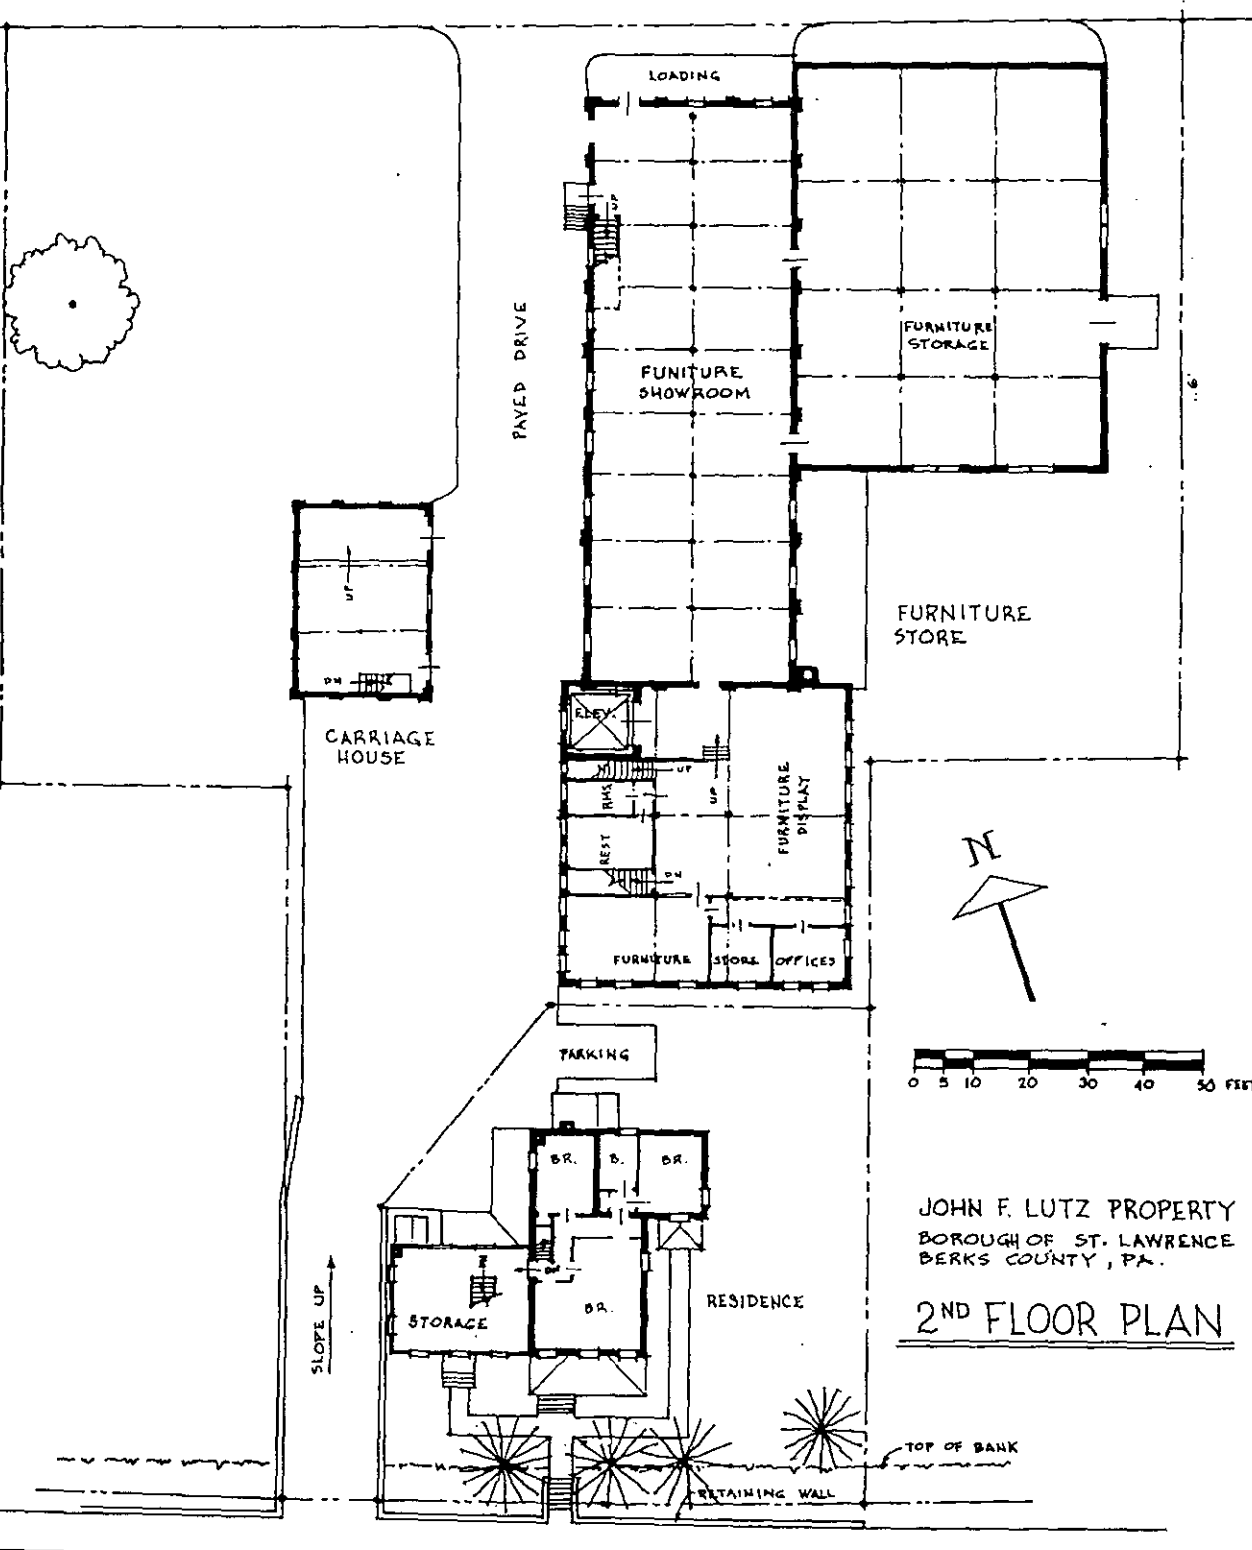 LOADING
UP
FURNITURE
STORAGE
FUNITURE
SHOWROOM
PAVED DRIVE
UP
FURNITURE
STORE
DN
CARRIAGE
HOUSE
ELEV.
UP
UP
RMS
REST
FURNITURE
DISPLAY
DN
FURNITURE STORE OFFICES
N
PARKING
0 5 10 20 30 40 50 FEET
BR. B. BR.
JOHN F. LUTZ PROPERTY
BOROUGH OF ST. LAWRENCE
BERKS COUNTY, PA.
2ND FLOOR PLAN
DN
DN
BR.
STORAGE
RESIDENCE
SLOPE UP
TOP OF BANK
RETAINING WALL